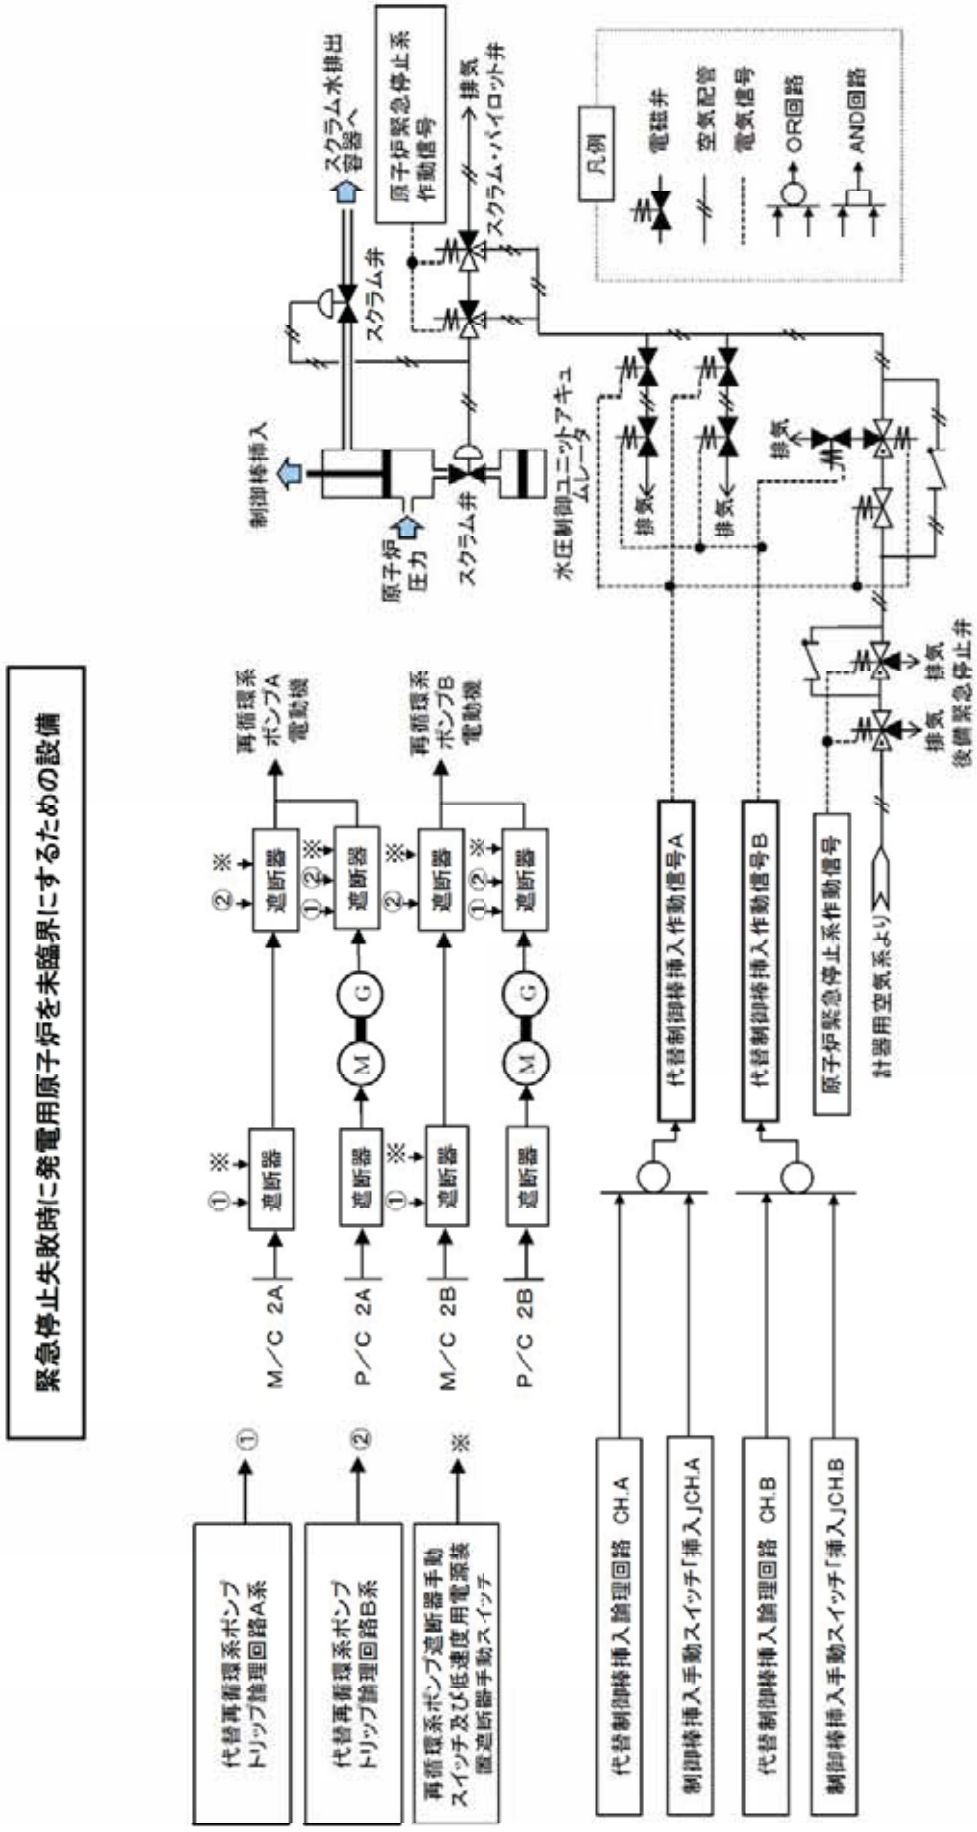 緊急停止失敗時に発電用原子炉を未臨界にするための設備
代替再循環系ポンプ
トリップ論理回路A系
①
代替再循環系ポンプ
トリップ論理回路B系
②
再循環系ポンプ遮断器手動
スイッチ及び低速度用電源装
置遮断器手動スイッチ
※
M/C 2A
① ※
遮断器
② ※
遮断器
再循環系
ポンプA
電動機
P/C 2A
遮断器
M
G
① ② ※
遮断器
M/C 2B
① ※
遮断器
② ※
遮断器
再循環系
ポンプB
電動機
P/C 2B
遮断器
M
G
① ② ※
遮断器
代替制御棒挿入論理回路 CH.A
制御棒挿入手動スイッチ「挿入」CH.A
代替制御棒挿入論理回路 CH.B
制御棒挿入手動スイッチ「挿入」CH.B
代替制御棒挿入作動信号A
代替制御棒挿入作動信号B
原子炉緊急停止系作動信号
計器用空気系より
排気
排気
後備緊急停止弁
制御棒挿入
原子炉
圧力
スクラム弁
水圧制御ユニットアキュ
ムレータ
スクラム弁
スクラム水排出
容器へ
原子炉緊急停止系
作動信号
排気
スクラム・パイロット弁
排気
排気
排気
凡例
電磁弁
空気配管
電気信号
OR回路
AND回路